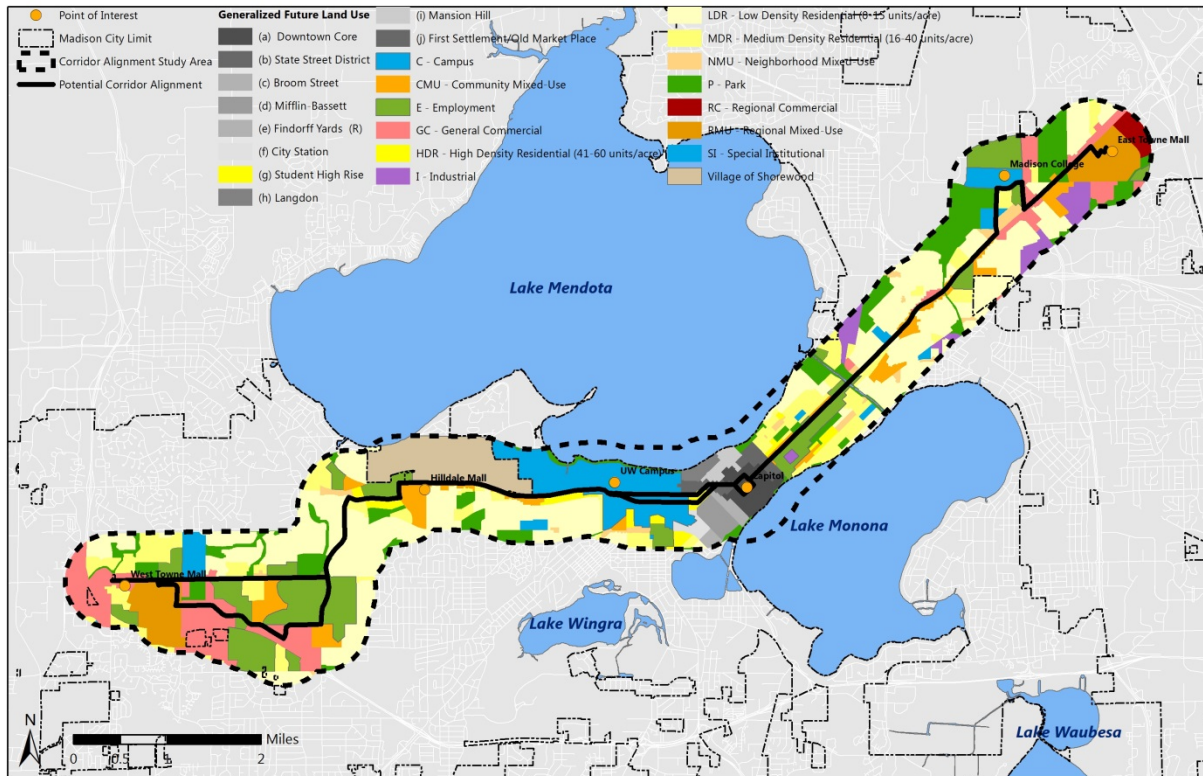 Point of Interest
Madison City Limit
Corridor Alignment Study Area
Potential Corridor Alignment
Generalized Future Land Use
(a) Downtown Core
(b) State Street District
(c) Broom Street
(d) Mifflin-Bassett
(e) Findorff Yards (R)
(f) City Station
(g) Student High Rise
(h) Langdon
(i) Mansion Hill
(j) First Settlement/Old Market Place
C - Campus
CMU - Community Mixed-Use
E - Employment
GC - General Commercial
HDR - High Density Residential (41-60 units/acre)
I - Industrial
LDR - Low Density Residential (0-15 units/acre)
MDR - Medium Density Residential (16-40 units/acre)
NMU - Neighborhood Mixed-Use
P - Park
RC - Regional Commercial
RMU - Regional Mixed-Use
SI - Special Institutional
Village of Shorewood
East Towne Mall
Madison College
Lake Mendota
Hilldale Mall
UW Campus
Capitol
Lake Monona
West Towne Mall
Lake Wingra
Lake Waubesa
N
Miles
0 1 2